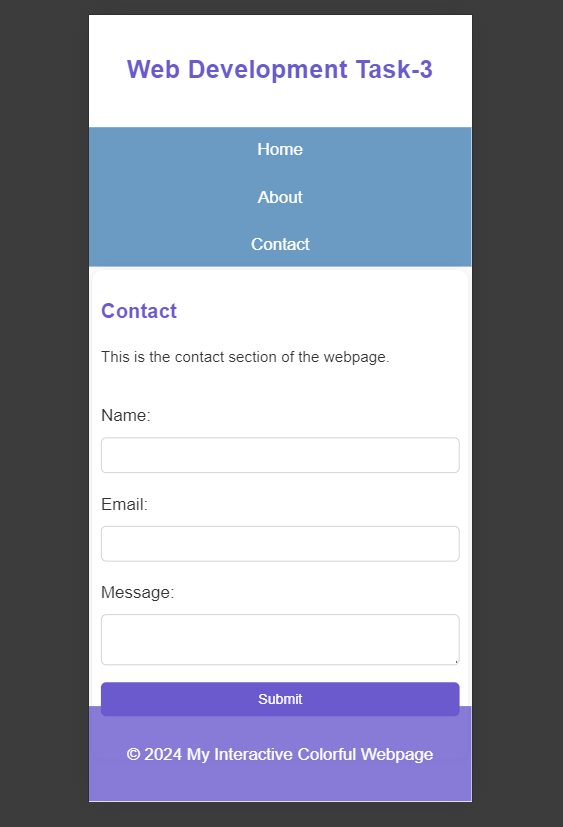 Web Development Task-3
Home
About
Contact
Contact
This is the contact section of the webpage.
Name:
Email:
Message:
Submit
© 2024 My Interactive Colorful Webpage